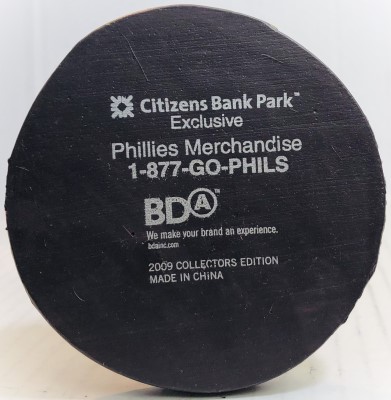 Citizens Bank Park™
Exclusive
Phillies Merchandise
1-877-GO-PHILS
BDA™
We make your brand an experience.
bdainc.com
2009 COLLECTORS EDITION
MADE IN CHINA